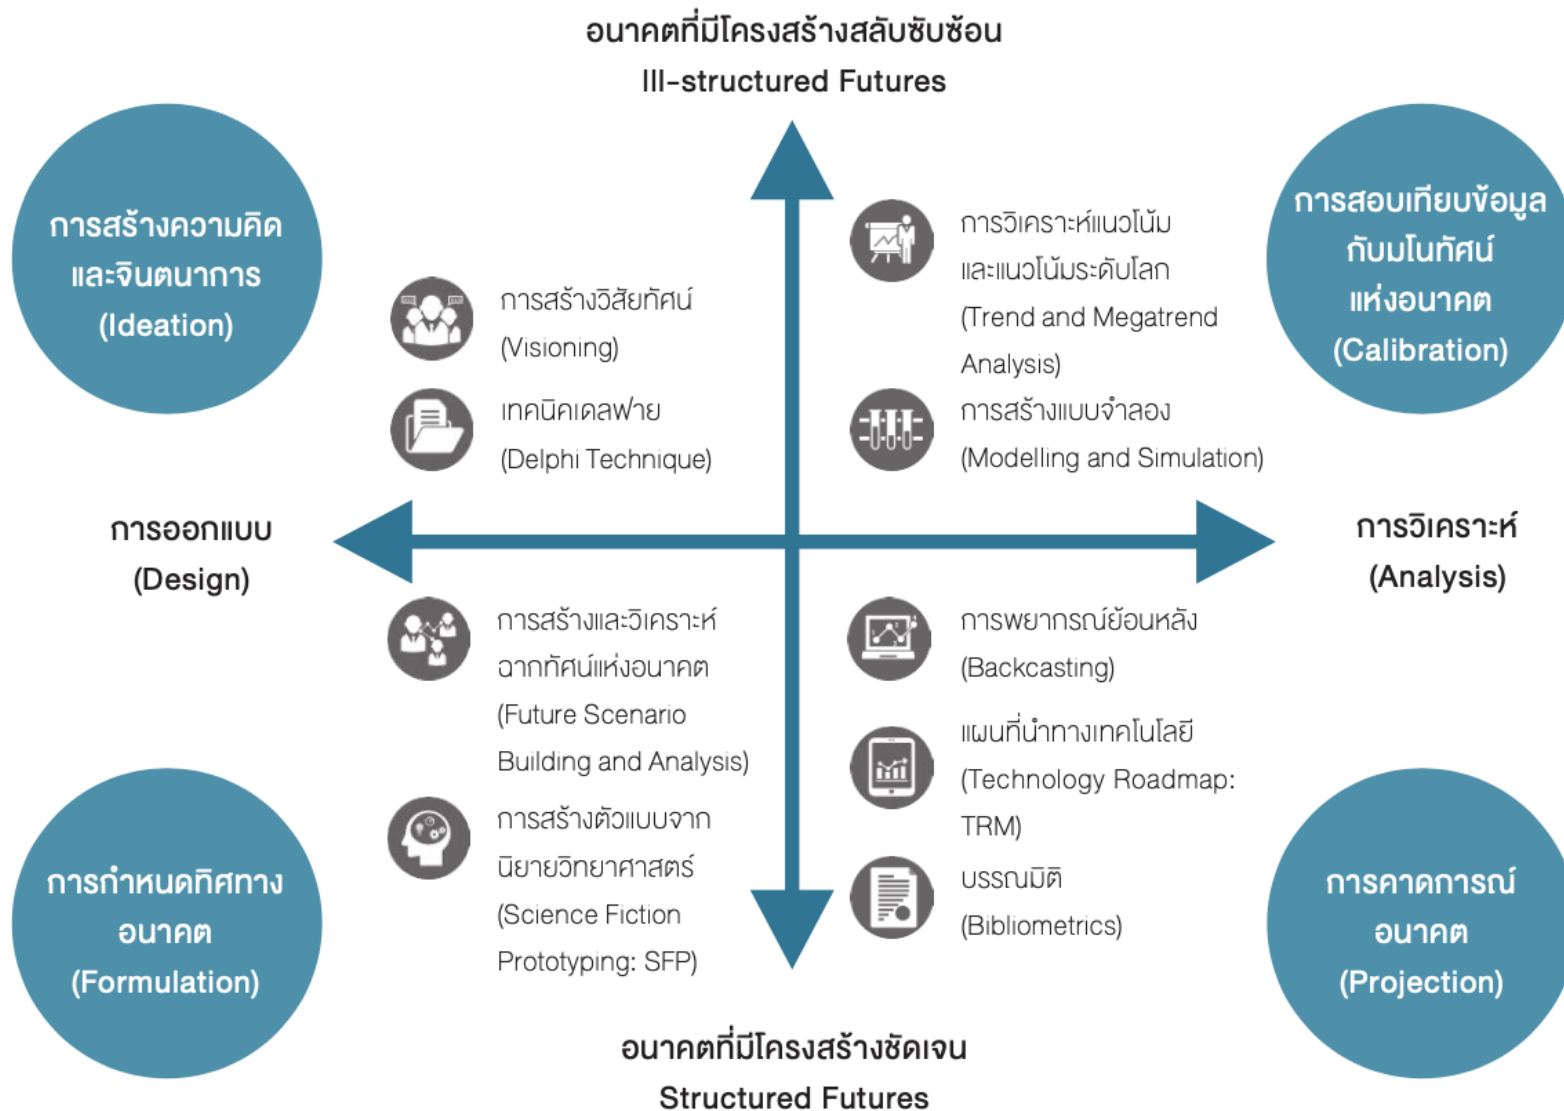 อนาคตที่มีโครงสร้างสลับซับซ้อน
Ill-structured Futures
การสร้างความคิด
และจินตนาการ
(Ideation)
การสร้างวิสัยทัศน์
(Visioning)
เทคนิคเดลฟาย
(Delphi Technique)
การวิเคราะห์แนวโน้ม
และแนวโน้มระดับโลก
(Trend and Megatrend
Analysis)
การสร้างแบบจำลอง
(Modelling and Simulation)
การสอบเทียบข้อมูล
กับมโนทัศน์
แห่งอนาคต
(Calibration)
การออกแบบ
(Design)
การวิเคราะห์
(Analysis)
การสร้างและวิเคราะห์
ฉากทัศน์แห่งอนาคต
(Future Scenario
Building and Analysis)
การสร้างตัวแบบจาก
นิยายวิทยาศาสตร์
(Science Fiction
Prototyping: SFP)
การพยากรณ์ย้อนหลัง
(Backcasting)
แผนที่นำทางเทคโนโลยี
(Technology Roadmap:
TRM)
บรรณมิติ
(Bibliometrics)
การกำหนดทิศทาง
อนาคต
(Formulation)
การคาดการณ์
อนาคต
(Projection)
อนาคตที่มีโครงสร้างชัดเจน
Structured Futures